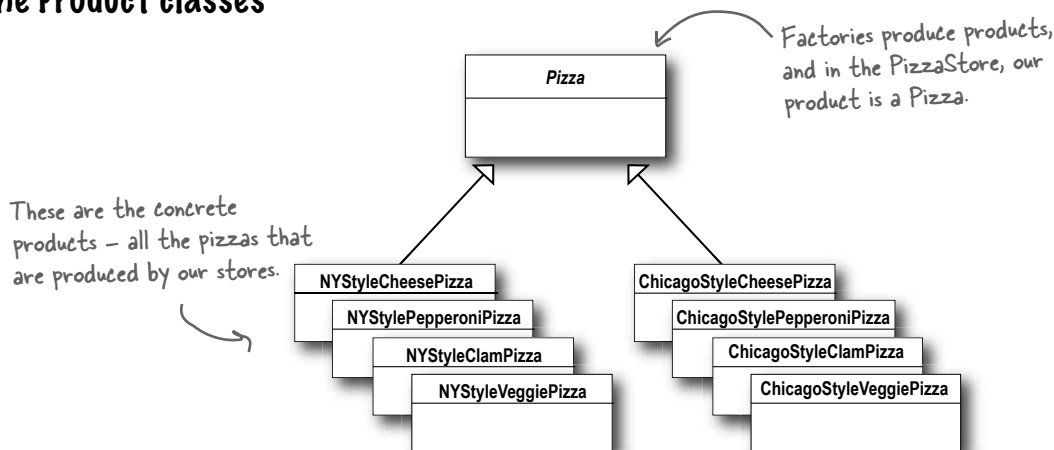 he Product classes
Factories produce products,
and in the PizzaStore, our
product is a Pizza.
Pizza
These are the concrete
products – all the pizzas that
are produced by our stores.
NYStyleCheesePizza
NYStylePepperoniPizza
NYStyleClamPizza
NYStyleVeggiePizza
ChicagoStyleCheesePizza
ChicagoStylePepperoniPizza
ChicagoStyleClamPizza
ChicagoStyleVeggiePizza